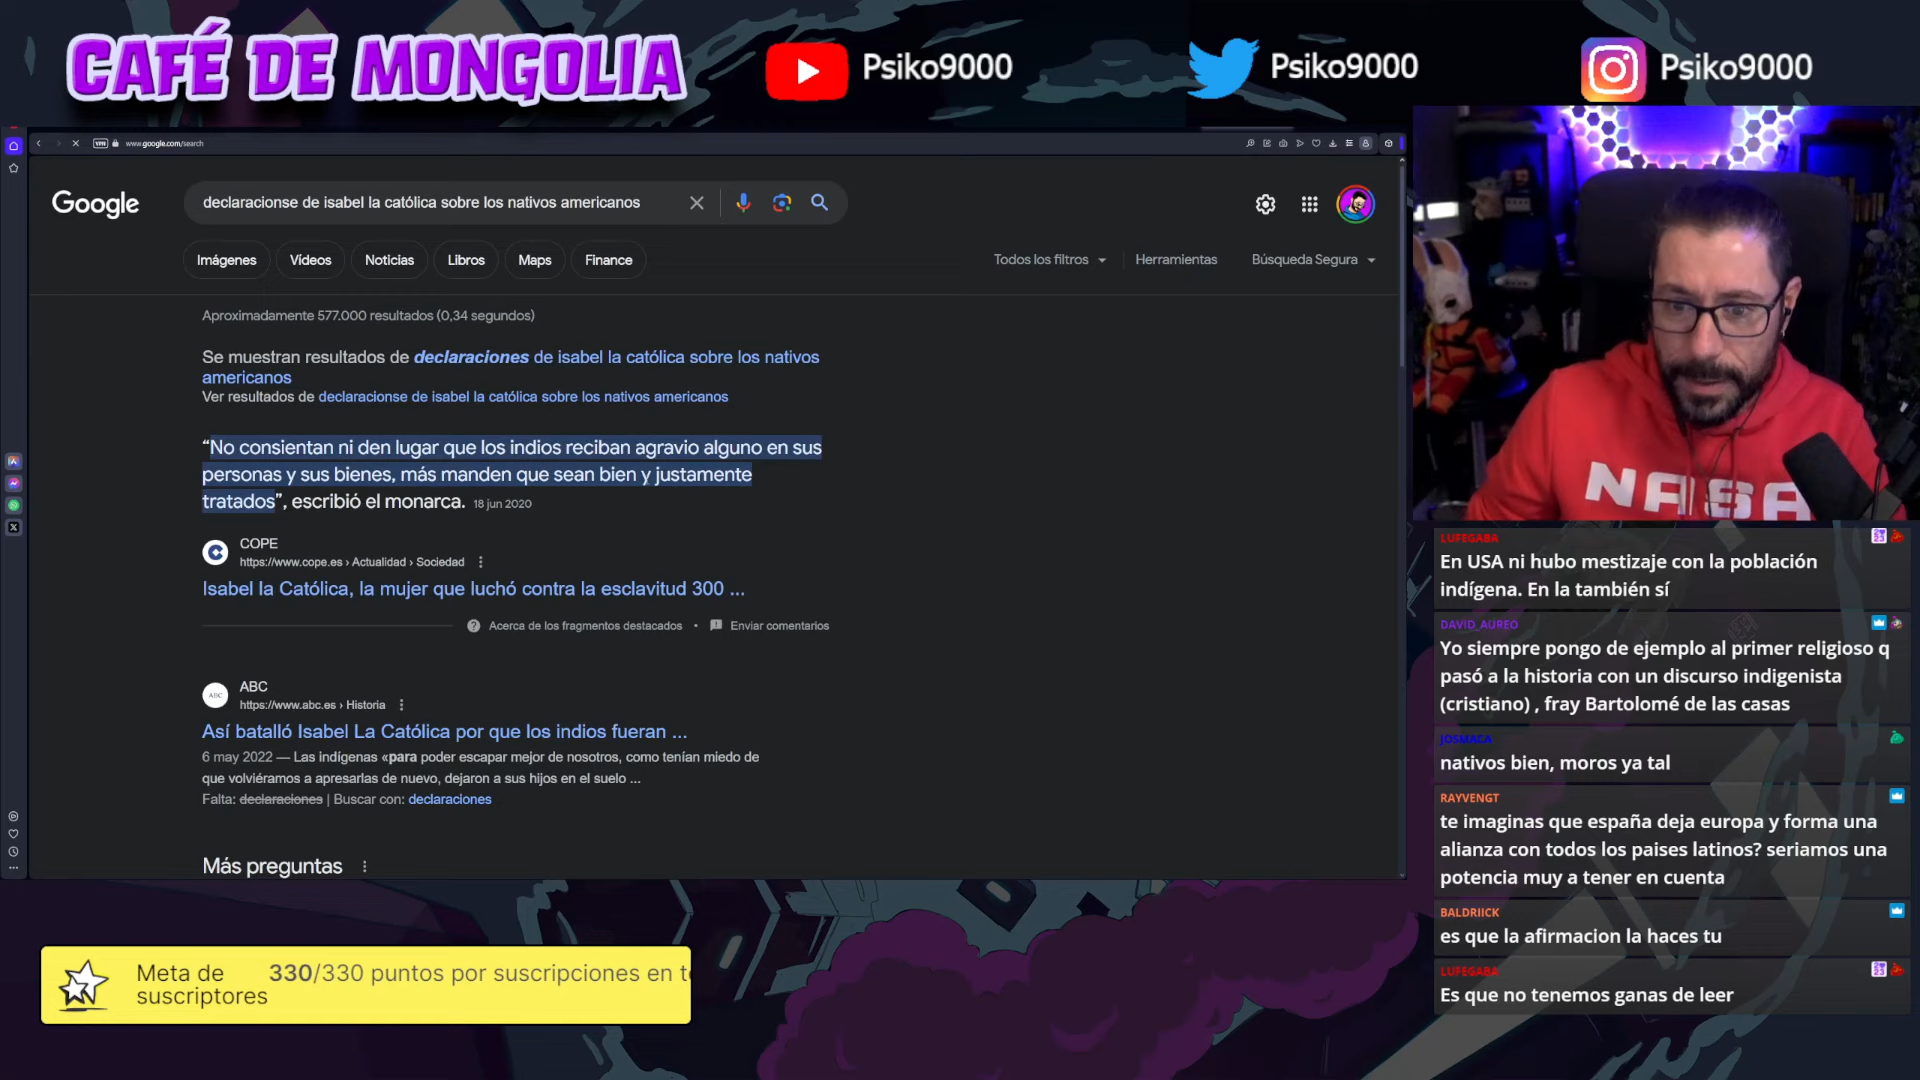 CAFÉ DE MONGOLIA
Psiko9000
Psiko9000
Psiko9000
VPN
www.google.com/search
Google
declaracionse de isabel la católica sobre los nativos americanos
Imágenes
Vídeos
Noticias
Libros
Maps
Finance
Todos los filtros
Herramientas
Búsqueda Segura
Aproximadamente 577.000 resultados (0,34 segundos)
Se muestran resultados de declaraciones de isabel la católica sobre los nativos
americanos
Ver resultados de declaracionse de isabel la católica sobre los nativos americanos
“No consientan ni den lugar que los indios reciban agravio alguno en sus
personas y sus bienes, más manden que sean bien y justamente
tratados”, escribió el monarca. 18 jun 2020
COPE
https://www.cope.es › Actualidad › Sociedad
Isabel la Católica, la mujer que luchó contra la esclavitud 300 ...
Acerca de los fragmentos destacados • Enviar comentarios
ABC
ABC
https://www.abc.es › Historia
Así batalló Isabel La Católica por que los indios fueran ...
6 may 2022 — Las indígenas «para poder escapar mejor de nosotros, como tenían miedo de
que volviéramos a apresarlas de nuevo, dejaron a sus hijos en el suelo ...
Falta: declaraciones | Buscar con: declaraciones
Más preguntas
NASA
LUFEGABA
En USA ni hubo mestizaje con la población
indígena. En la también sí
DAVID_AUREO
Yo siempre pongo de ejemplo al primer religioso q
pasó a la historia con un discurso indigenista
(cristiano) , fray Bartolomé de las casas
JOSMACA
nativos bien, moros ya tal
RAYVENGT
te imaginas que españa deja europa y forma una
alianza con todos los paises latinos? seriamos una
potencia muy a tener en cuenta
BALDRIICK
es que la afirmacion la haces tu
LUFEGABA
Es que no tenemos ganas de leer
Meta de
suscriptores
330/330 puntos por suscripciones en t